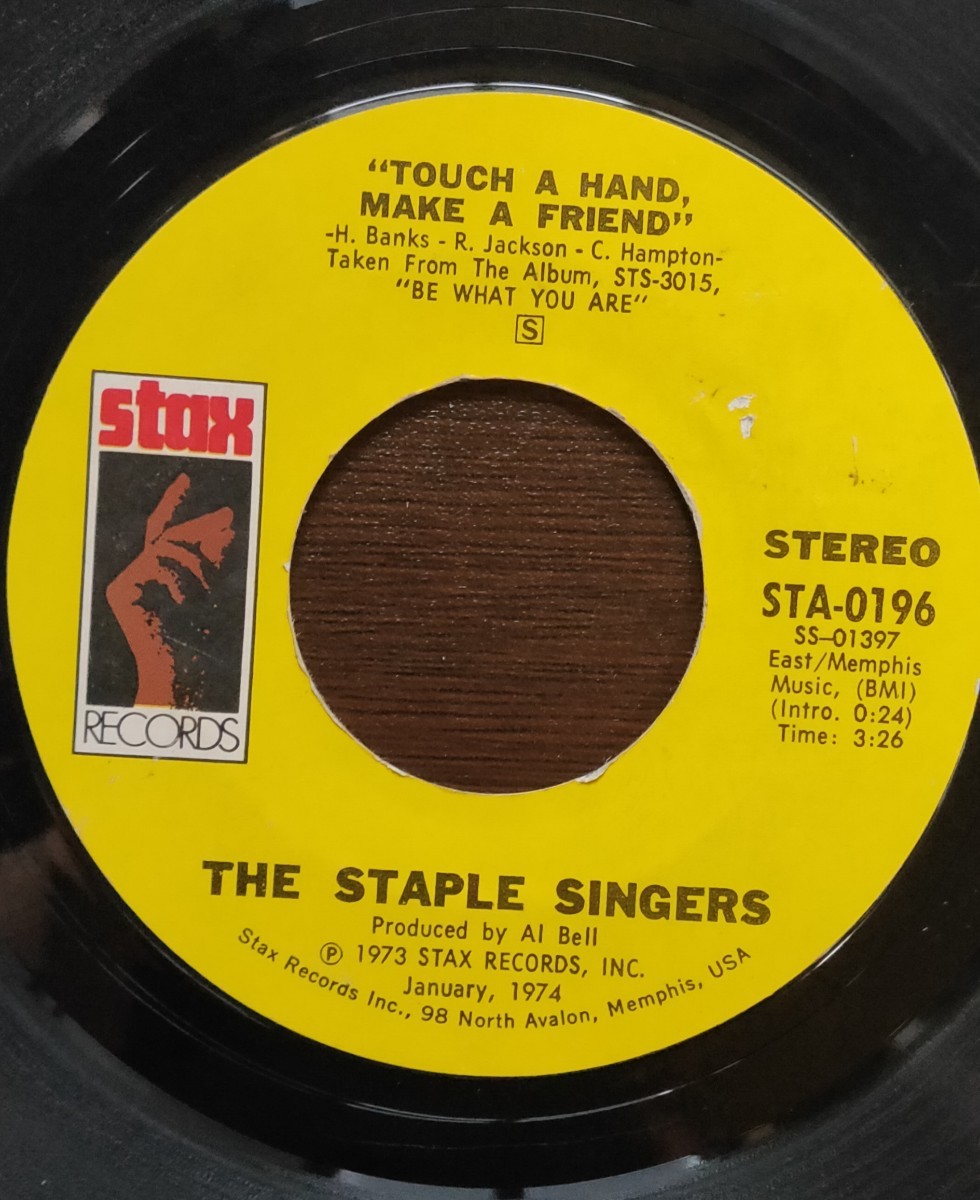 “TOUCH A HAND,
MAKE A FRIEND”
-H. Banks - R. Jackson - C. Hampton-
Taken From The Album, STS-3015,
"BE WHAT YOU ARE"
S
stax
RECORDS
STEREO
STA-0196
SS-01397
East/Memphis
Music, (BMI)
(Intro. 0:24)
Time: 3:26
THE STAPLE SINGERS
Produced by Al Bell
Ⓟ 1973 STAX RECORDS, INC.
January, 1974
Stax Records Inc., 98 North Avalon, Memphis, USA